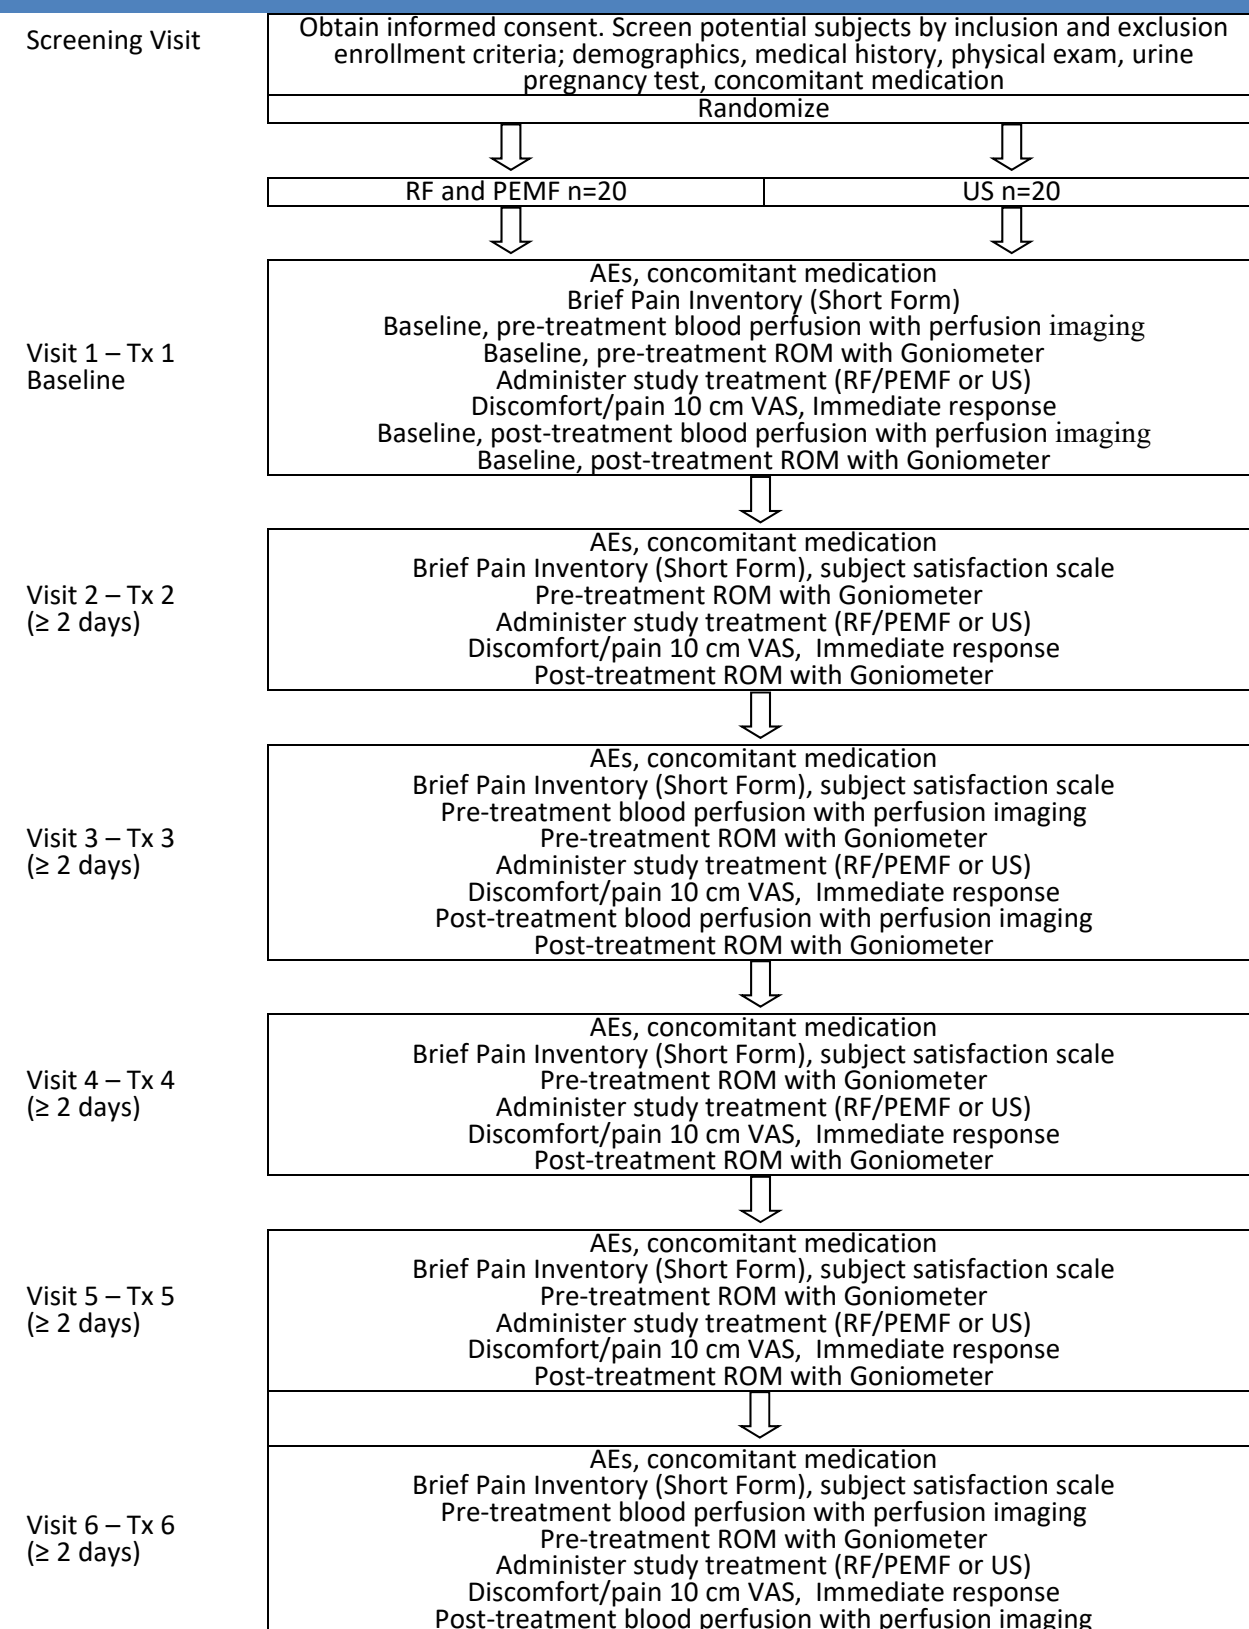 Screening Visit
Obtain informed consent. Screen potential subjects by inclusion and exclusion
enrollment criteria; demographics, medical history, physical exam, urine
pregnancy test, concomitant medication
Randomize
RF and PEMF n=20
US n=20
Visit 1 – Tx 1
Baseline
AEs, concomitant medication
Brief Pain Inventory (Short Form)
Baseline, pre-treatment blood perfusion with perfusion imaging
Baseline, pre-treatment ROM with Goniometer
Administer study treatment (RF/PEMF or US)
Discomfort/pain 10 cm VAS, Immediate response
Baseline, post-treatment blood perfusion with perfusion imaging
Baseline, post-treatment ROM with Goniometer
Visit 2 – Tx 2
(≥ 2 days)
AEs, concomitant medication
Brief Pain Inventory (Short Form), subject satisfaction scale
Pre-treatment ROM with Goniometer
Administer study treatment (RF/PEMF or US)
Discomfort/pain 10 cm VAS,  Immediate response
Post-treatment ROM with Goniometer
Visit 3 – Tx 3
(≥ 2 days)
AEs, concomitant medication
Brief Pain Inventory (Short Form), subject satisfaction scale
Pre-treatment blood perfusion with perfusion imaging
Pre-treatment ROM with Goniometer
Administer study treatment (RF/PEMF or US)
Discomfort/pain 10 cm VAS,  Immediate response
Post-treatment blood perfusion with perfusion imaging
Post-treatment ROM with Goniometer
Visit 4 – Tx 4
(≥ 2 days)
AEs, concomitant medication
Brief Pain Inventory (Short Form), subject satisfaction scale
Pre-treatment ROM with Goniometer
Administer study treatment (RF/PEMF or US)
Discomfort/pain 10 cm VAS,  Immediate response
Post-treatment ROM with Goniometer
Visit 5 – Tx 5
(≥ 2 days)
AEs, concomitant medication
Brief Pain Inventory (Short Form), subject satisfaction scale
Pre-treatment ROM with Goniometer
Administer study treatment (RF/PEMF or US)
Discomfort/pain 10 cm VAS,  Immediate response
Post-treatment ROM with Goniometer
Visit 6 – Tx 6
(≥ 2 days)
AEs, concomitant medication
Brief Pain Inventory (Short Form), subject satisfaction scale
Pre-treatment blood perfusion with perfusion imaging
Pre-treatment ROM with Goniometer
Administer study treatment (RF/PEMF or US)
Discomfort/pain 10 cm VAS,  Immediate response
Post-treatment blood perfusion with perfusion imaging